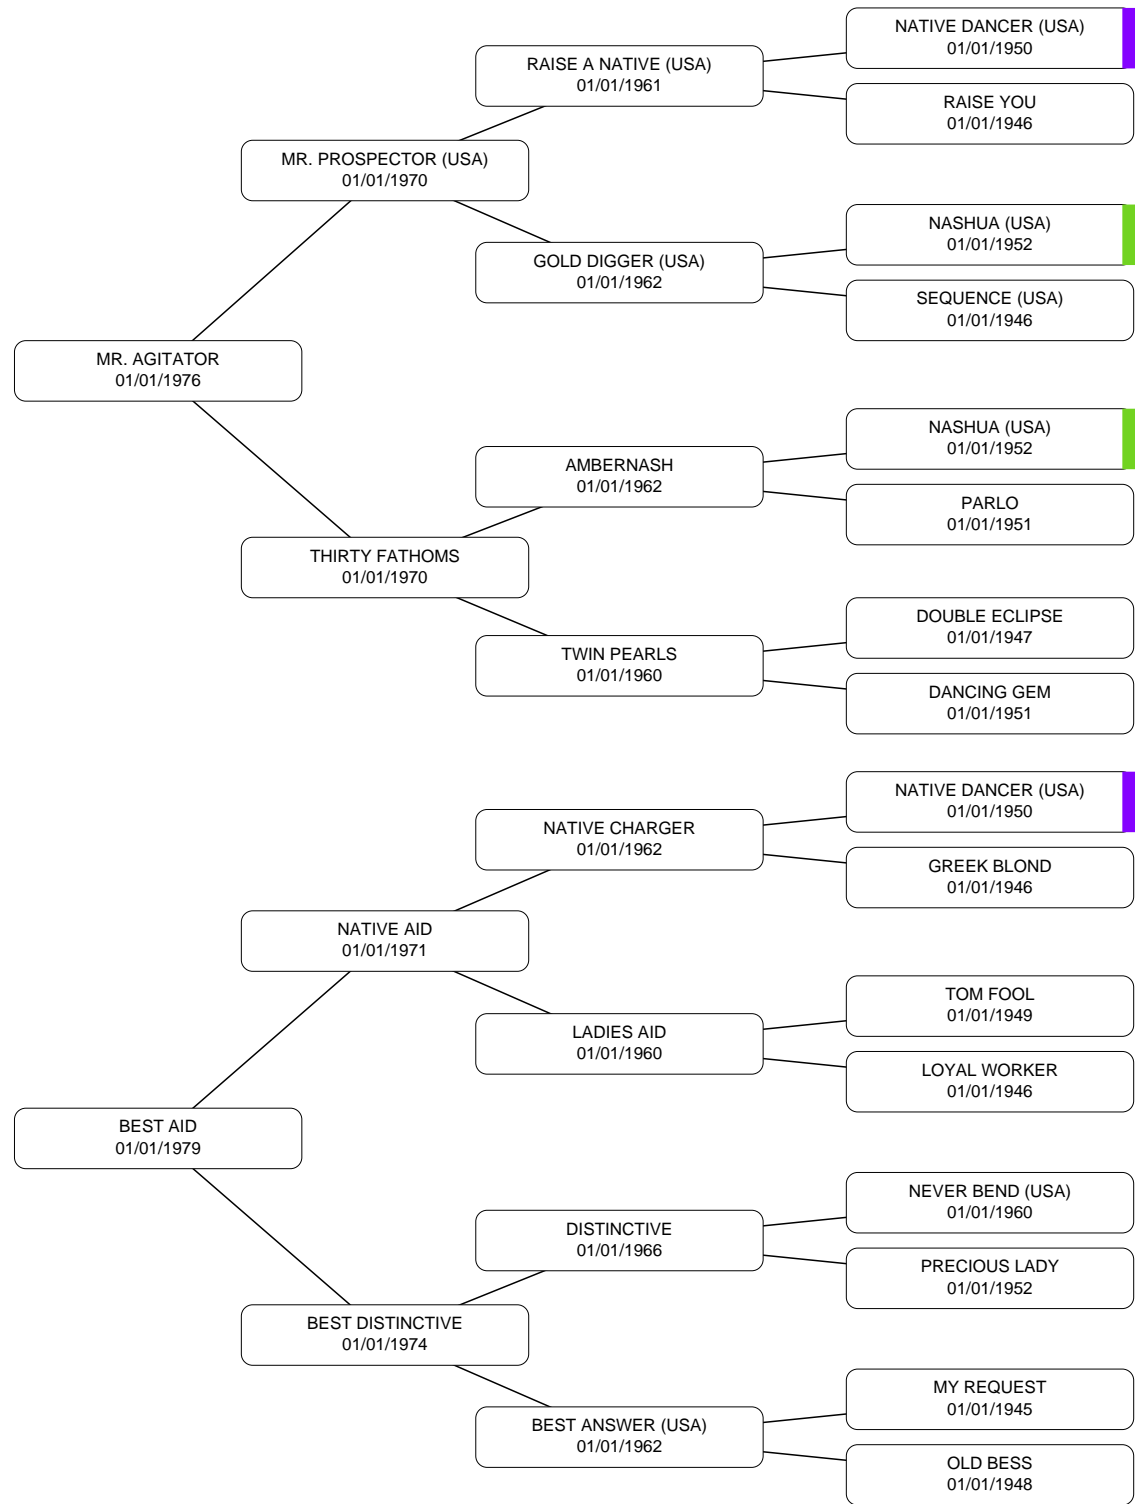 NATIVE DANCER (USA)
01/01/1950
RAISE A NATIVE (USA)
01/01/1961
RAISE YOU
01/01/1946
MR. PROSPECTOR (USA)
01/01/1970
NASHUA (USA)
01/01/1952
GOLD DIGGER (USA)
01/01/1962
SEQUENCE (USA)
01/01/1946
MR. AGITATOR
01/01/1976
NASHUA (USA)
01/01/1952
AMBERNASH
01/01/1962
PARLO
01/01/1951
THIRTY FATHOMS
01/01/1970
DOUBLE ECLIPSE
01/01/1947
TWIN PEARLS
01/01/1960
DANCING GEM
01/01/1951
NATIVE DANCER (USA)
01/01/1950
NATIVE CHARGER
01/01/1962
GREEK BLOND
01/01/1946
NATIVE AID
01/01/1971
TOM FOOL
01/01/1949
LADIES AID
01/01/1960
LOYAL WORKER
01/01/1946
BEST AID
01/01/1979
NEVER BEND (USA)
01/01/1960
DISTINCTIVE
01/01/1966
PRECIOUS LADY
01/01/1952
BEST DISTINCTIVE
01/01/1974
MY REQUEST
01/01/1945
BEST ANSWER (USA)
01/01/1962
OLD BESS
01/01/1948